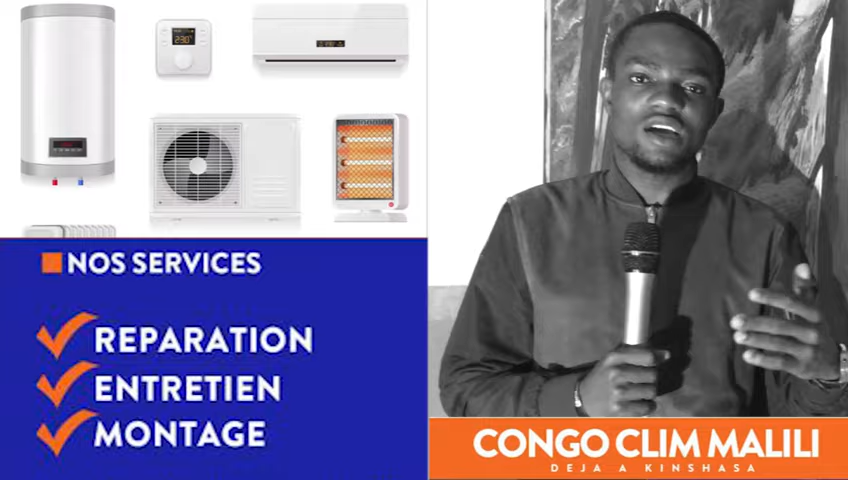 NOS SERVICES
REPARATION
ENTRETIEN
MONTAGE
CONGO CLIM MALILI
DEJA A KINSHASA